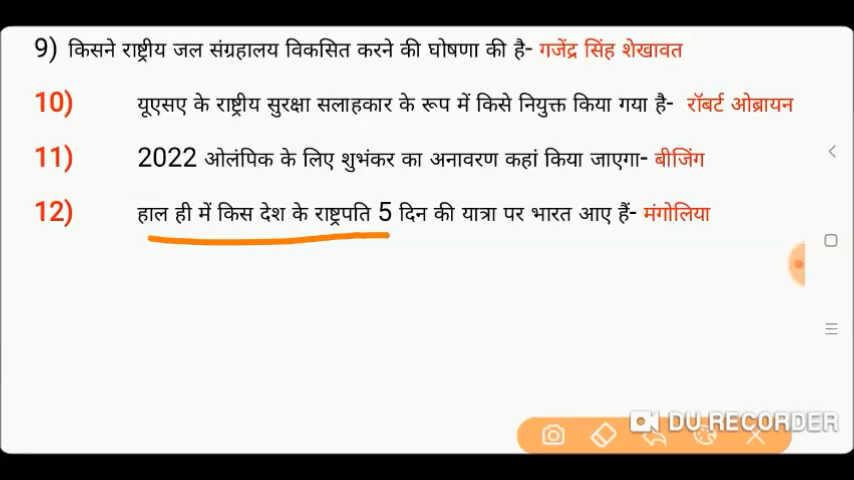 9) किसने राष्ट्रीय जल संग्रहालय विकसित करने की घोषणा की है- गजेंद्र सिंह शेखावत
10) यूएसए के राष्ट्रीय सुरक्षा सलाहकार के रूप में किसे नियुक्त किया गया है- रॉबर्ट ओब्रायन
11) 2022 ओलंपिक के लिए शुभंकर का अनावरण कहां किया जाएगा- बीजिंग
12) हाल ही में किस देश के राष्ट्रपति 5 दिन की यात्रा पर भारत आए हैं- मंगोलिया
DU RECORDER